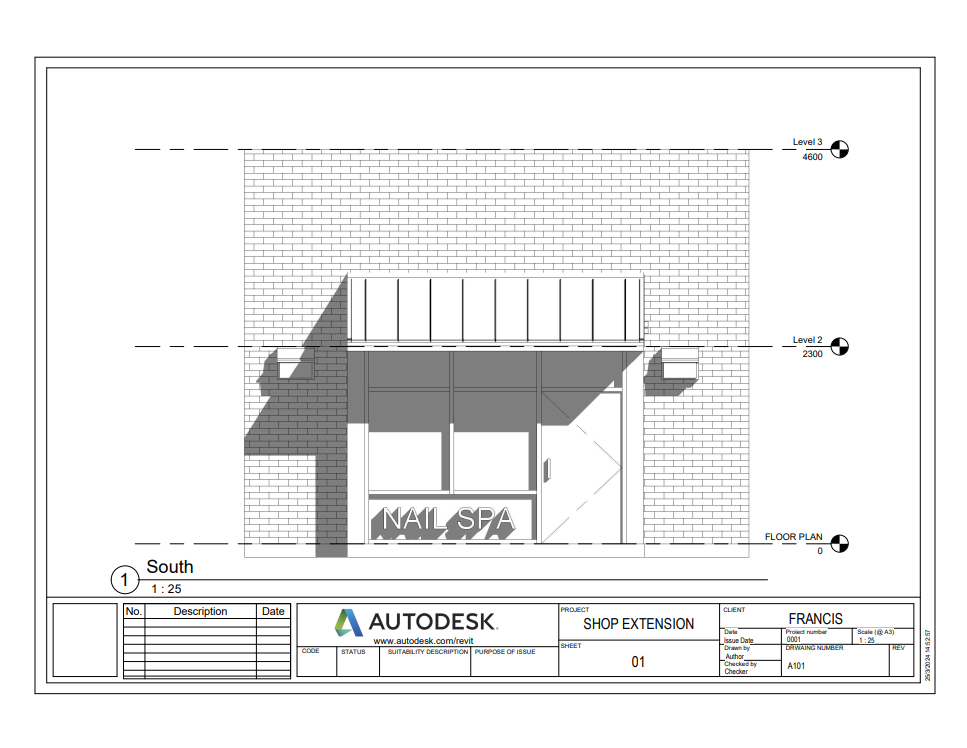 Level 3
4600
Level 2
2300
NAIL SPA
FLOOR PLAN
0
1
South
1 : 25
No.
Description
Date
AUTODESK.
www.autodesk.com/revit
CODE
STATUS
SUITABILITY DESCRIPTION
PURPOSE OF ISSUE
PROJECT
SHOP EXTENSION
SHEET
01
CLIENT
FRANCIS
Date
Issue Date
Project number
0001
Scale (@ A3)
1 : 25
Drawn by
Author
Checked by
Checker
DRWAING NUMBER
A101
REV
25/3/2024 14:52:57